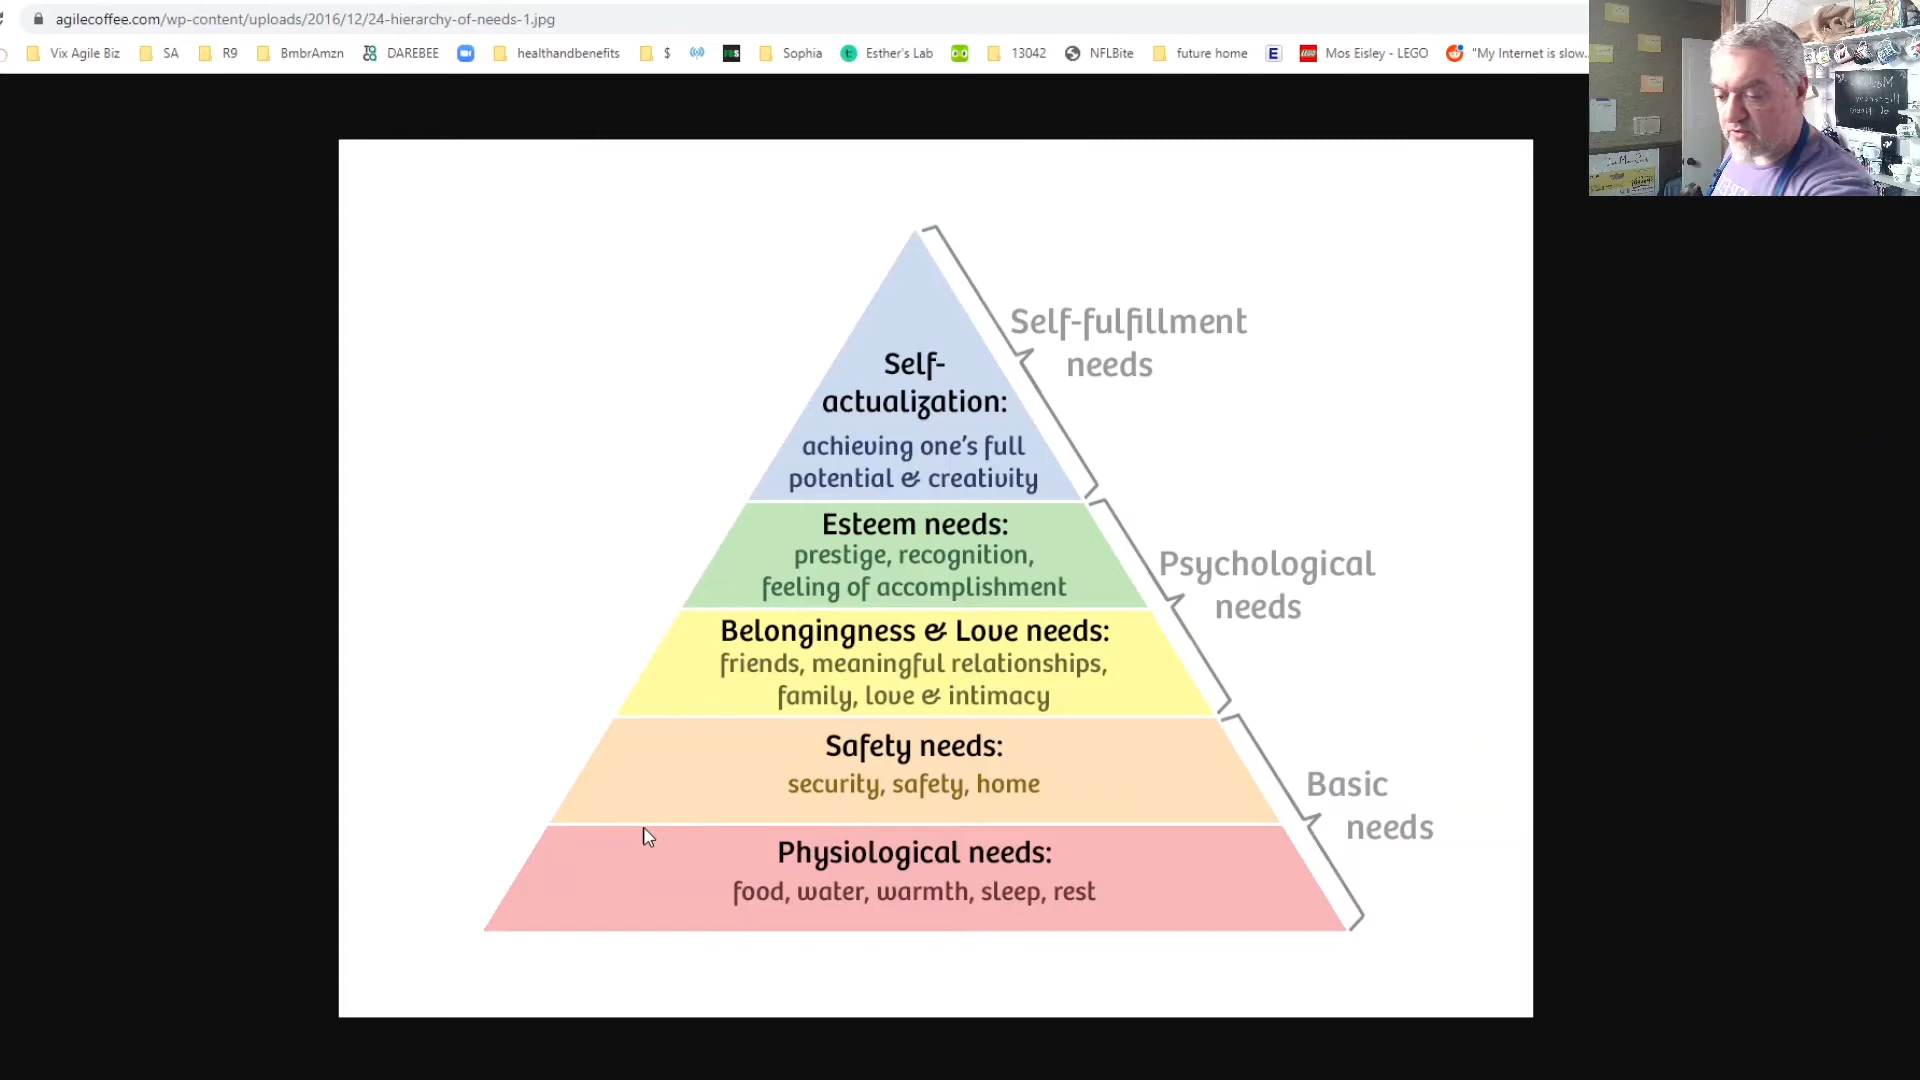 agilecoffee.com/wp-content/uploads/2016/12/24-hierarchy-of-needs-1.jpg
Vix Agile Biz SA R9 BmbrAmzn DAREBEE healthandbenefits $ Sophia Esther's Lab 13042 NFLBite future home E Mos Eisley - LEGO "My Internet is slow...
Self-fulfillment
needs
Self-
actualization:
achieving one's full
potential & creativity
Psychological
needs
Esteem needs:
prestige, recognition,
feeling of accomplishment
Belongingness & Love needs:
friends, meaningful relationships,
family, love & intimacy
Basic
needs
Safety needs:
security, safety, home
Physiological needs:
food, water, warmth, sleep, rest